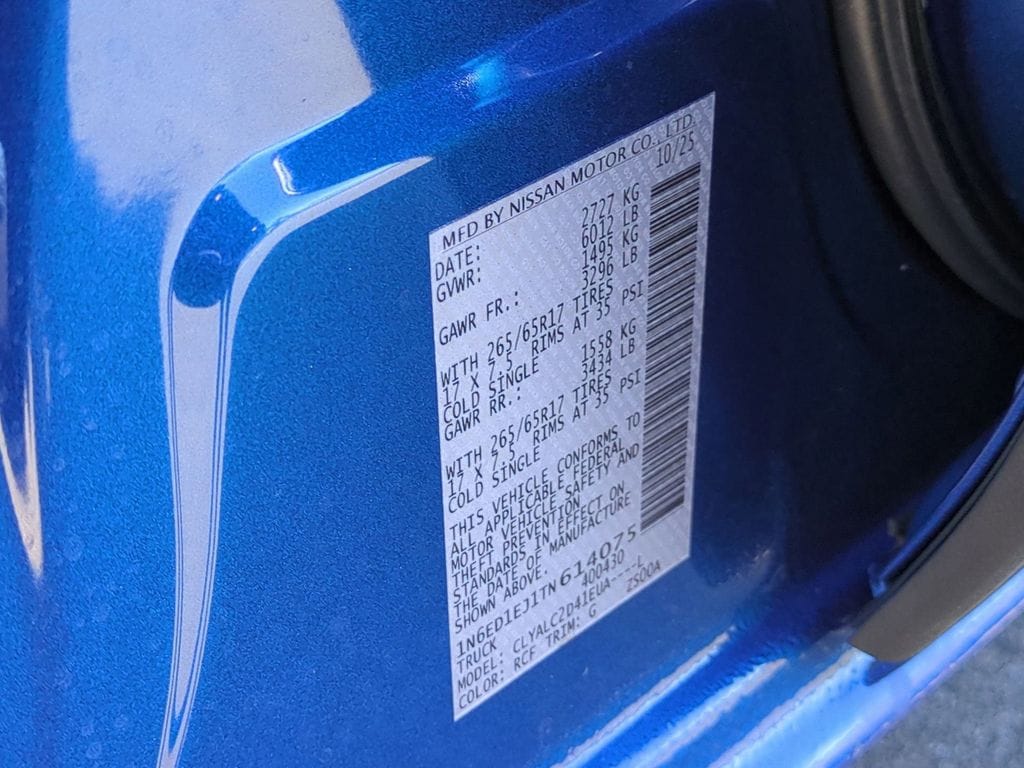 MFD BY NISSAN MOTOR CO., LTD.
DATE: 10/25
GVWR: 2727 KG
6012 LB
GAWR FR.: 1495 KG
3296 LB
WITH 265/65R17 TIRES
17 X 7.5 RIMS AT 35 PSI
COLD SINGLE
GAWR RR.: 1558 KG
3434 LB
WITH 265/65R17 TIRES
17 X 7.5 RIMS AT 35 PSI
COLD SINGLE
THIS VEHICLE CONFORMS TO
ALL APPLICABLE FEDERAL
MOTOR VEHICLE SAFETY AND
THEFT PREVENTION
STANDARDS IN EFFECT ON
THE DATE OF MANUFACTURE
SHOWN ABOVE.
1N6ED1EJ1TN614075
TRUCK 400430
MODEL: CLYALC2D41EUA----L
COLOR: RCF TRIM: G 2S00A